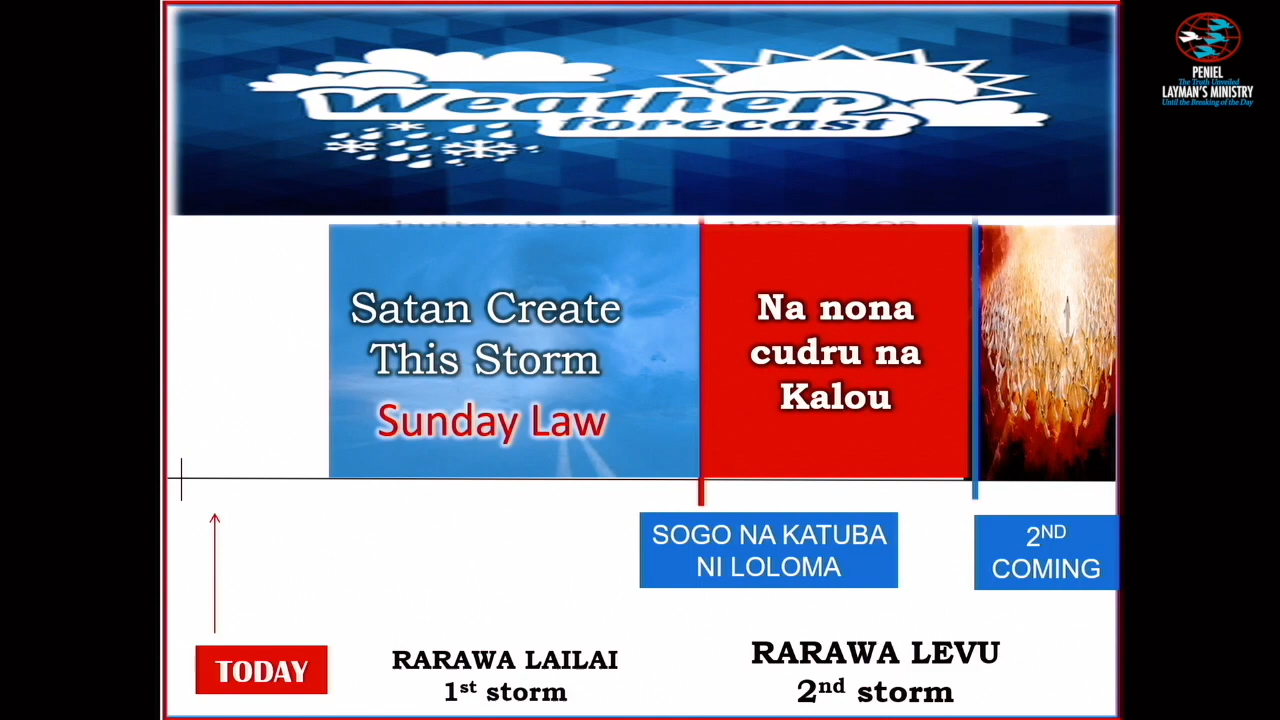 Weather
forecast
PENIEL
The Truth Unveiled
LAYMAN'S MINISTRY
Until the Breaking of the Day
Satan Create
This Storm
Sunday Law
Na nona
cudru na
Kalou
SOGO NA KATUBA
NI LOLOMA
2ND
COMING
TODAY
RARAWA LAILAI
1st storm
RARAWA LEVU
2nd storm